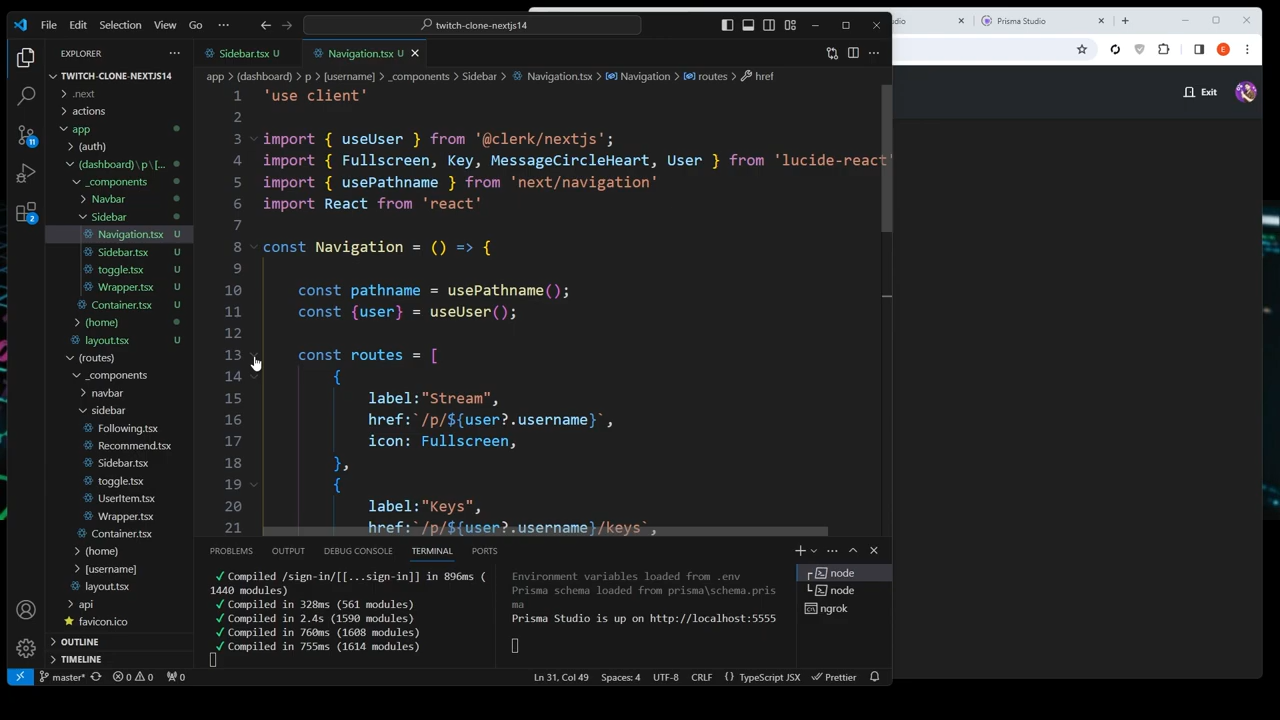 File Edit Selection View Go ··· twitch-clone-nextjs14
udio Prisma Studio
EXPLORER ···
Sidebar.tsx U Navigation.tsx U
app > (dashboard) > p > [username] > _components > Sidebar > Navigation.tsx > Navigation > routes > href
E
Exit
TWITCH-CLONE-NEXTJS14
.next
actions
app
(auth)
(dashboard) \ p \ [...
_components
Navbar
Sidebar
Navigation.tsx U
Sidebar.tsx U
toggle.tsx U
Wrapper.tsx U
Container.tsx U
(home)
layout.tsx U
(routes)
_components
navbar
sidebar
Following.tsx
Recommend.tsx
Sidebar.tsx
toggle.tsx
UserItem.tsx
Wrapper.tsx
Container.tsx
(home)
[username]
layout.tsx
api
favicon.ico
OUTLINE
TIMELINE
11
2
1 'use client'
2
3 import { useUser } from '@clerk/nextjs';
4 import { Fullscreen, Key, MessageCircleHeart, User } from 'lucide-react'
5 import { usePathname } from 'next/navigation'
6 import React from 'react'
7
8 const Navigation = () => {
9
10 const pathname = usePathname();
11 const {user} = useUser();
12
13 const routes = [
14 {
15 label:"Stream",
16 href:`/p/${user?.username}`,
17 icon: Fullscreen,
18 },
19 {
20 label:"Keys",
21 href:`/p/${user?.username}/keys`,
PROBLEMS OUTPUT DEBUG CONSOLE TERMINAL PORTS
✓ Compiled /sign-in/[[...sign-in]] in 896ms (
1440 modules)
✓ Compiled in 328ms (561 modules)
✓ Compiled in 2.4s (1590 modules)
✓ Compiled in 760ms (1608 modules)
✓ Compiled in 755ms (1614 modules)
Environment variables loaded from .env
Prisma schema loaded from prisma\schema.pris
ma
Prisma Studio is up on http://localhost:5555
node
node
ngrok
master* 0 0 0 Ln 31, Col 49 Spaces: 4 UTF-8 CRLF {} TypeScript JSX Prettier